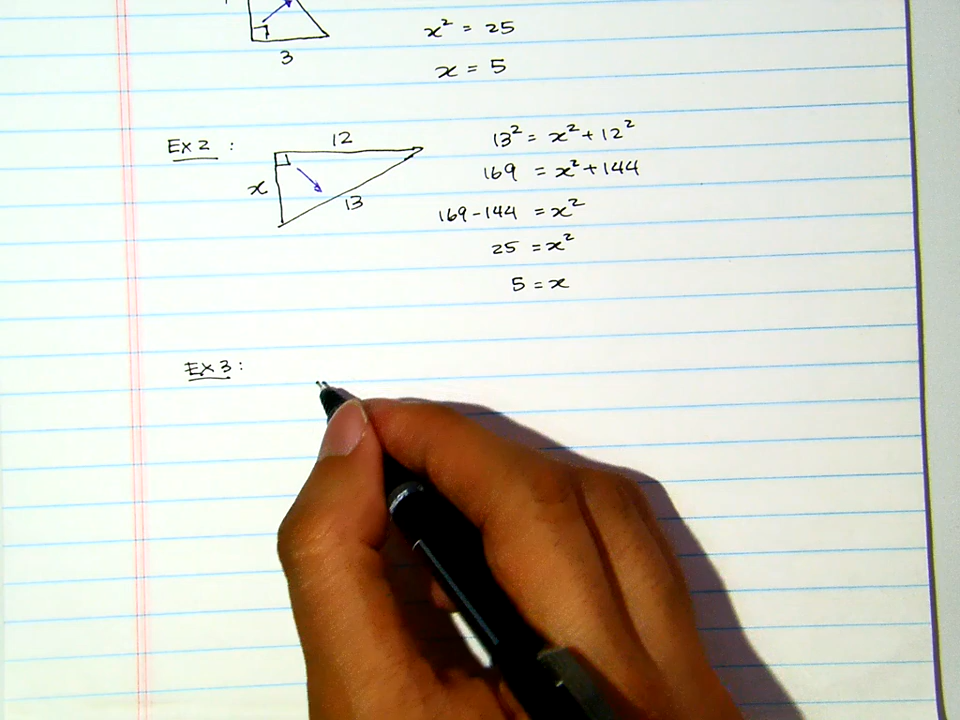 x² = 25
3
x = 5
Ex 2 :
12
13² = x² + 12²
169 = x² + 144
x
13
169 - 144 = x²
25 = x²
5 = x
Ex 3 :